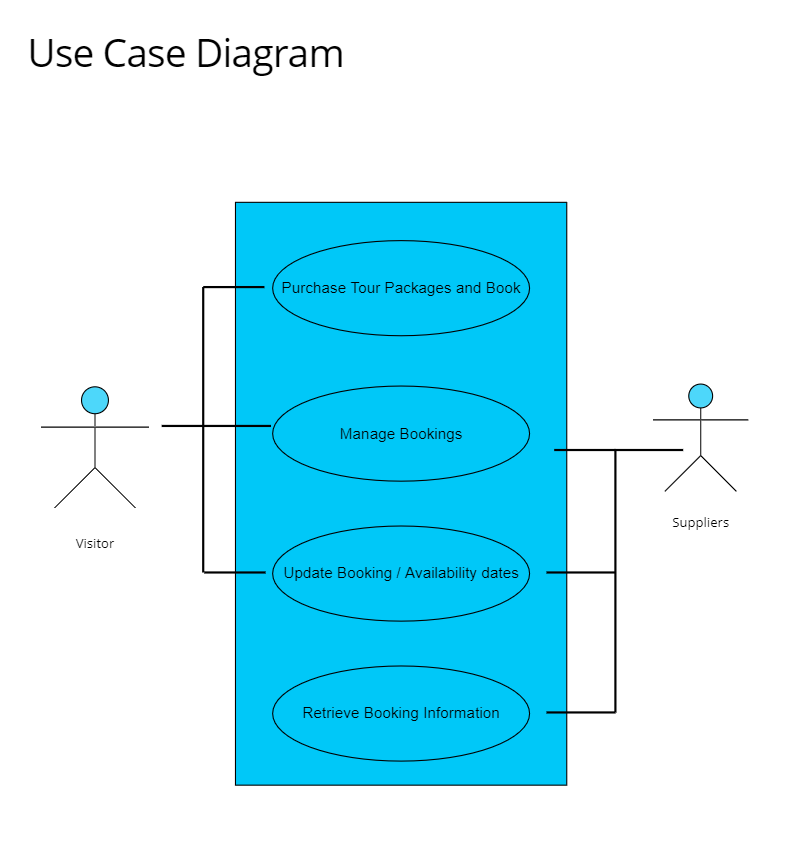 Use Case Diagram
Purchase Tour Packages and Book
Manage Bookings
Suppliers
Visitor
Update Booking / Availability dates
Retrieve Booking Information